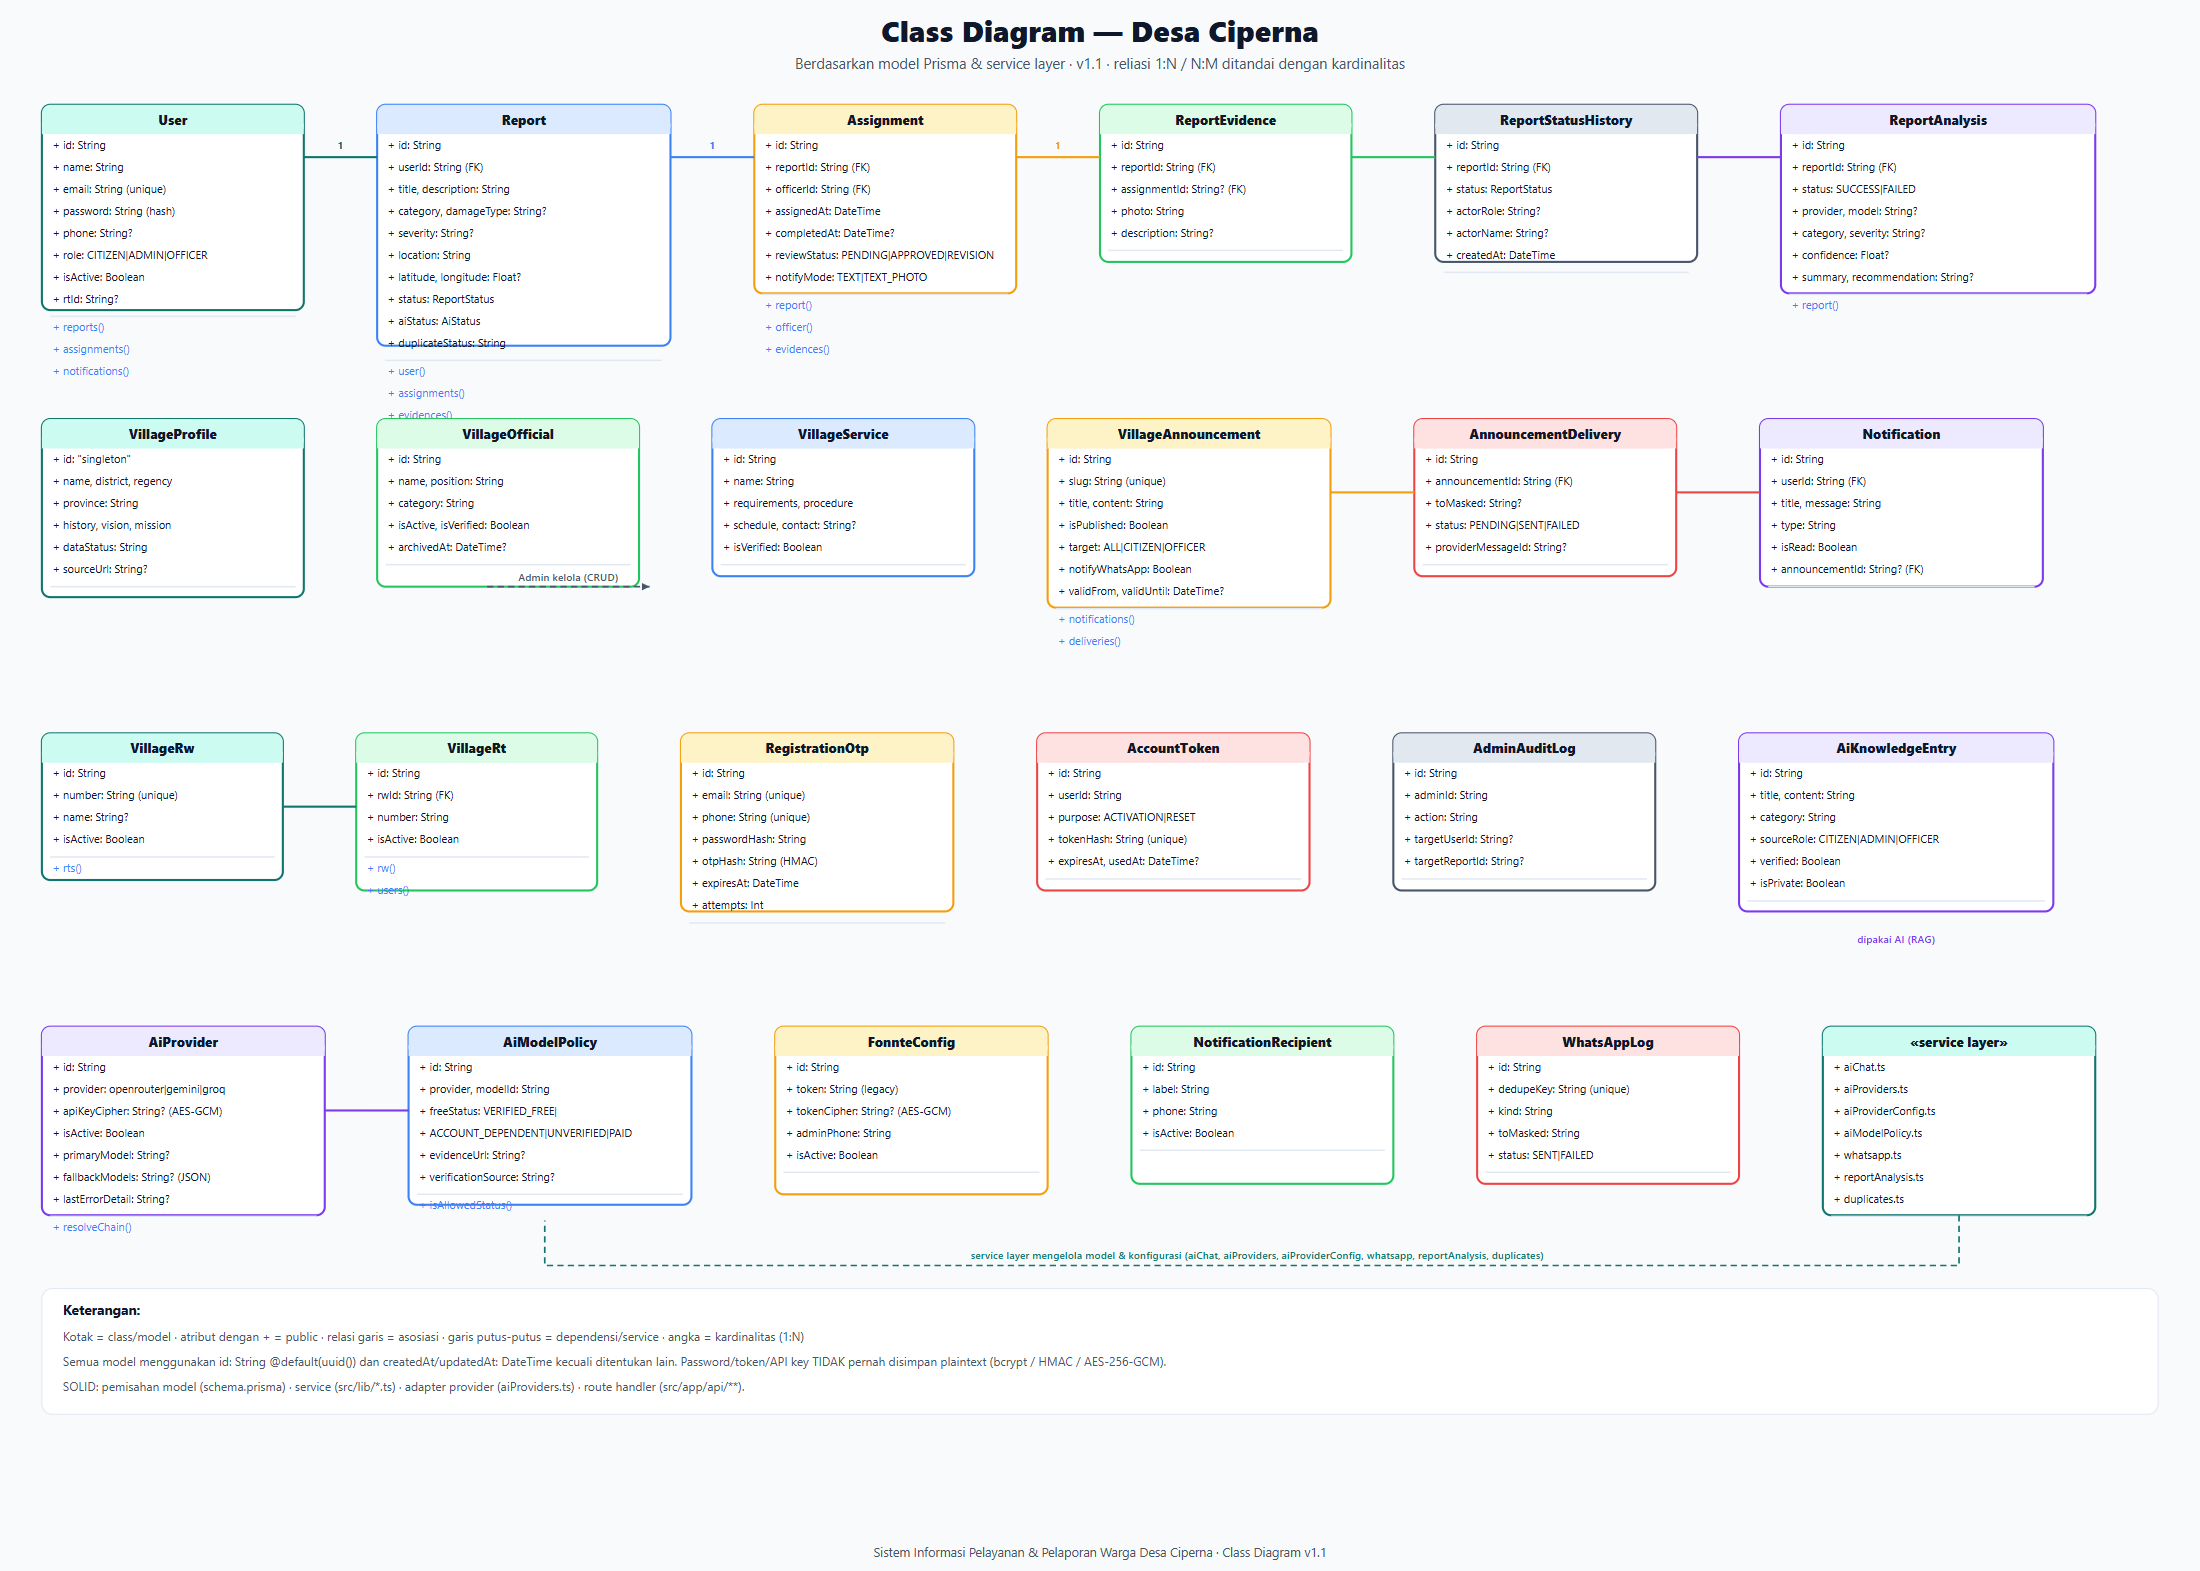 Class Diagram — Desa Ciperna
Berdasarkan model Prisma & service layer · v1.1 · reliasi 1:N / N:M ditandai dengan kardinalitas
User
+ id: String
+ name: String
+ email: String (unique)
+ password: String (hash)
+ phone: String?
+ role: CITIZEN|ADMIN|OFFICER
+ isActive: Boolean
+ rtId: String?
+ reports()
+ assignments()
+ notifications()
1
Report
+ id: String
+ userId: String (FK)
+ title, description: String
+ category, damageType: String?
+ severity: String?
+ location: String
+ latitude, longitude: Float?
+ status: ReportStatus
+ aiStatus: AiStatus
+ duplicateStatus: String
+ user()
+ assignments()
+ evidences()
1
Assignment
+ id: String
+ reportId: String (FK)
+ officerId: String (FK)
+ assignedAt: DateTime
+ completedAt: DateTime?
+ reviewStatus: PENDING|APPROVED|REVISION
+ notifyMode: TEXT|TEXT_PHOTO
+ report()
+ officer()
+ evidences()
1
ReportEvidence
+ id: String
+ reportId: String (FK)
+ assignmentId: String? (FK)
+ photo: String
+ description: String?
ReportStatusHistory
+ id: String
+ reportId: String (FK)
+ status: ReportStatus
+ actorRole: String?
+ actorName: String?
+ createdAt: DateTime
ReportAnalysis
+ id: String
+ reportId: String (FK)
+ status: SUCCESS|FAILED
+ provider, model: String?
+ category, severity: String?
+ confidence: Float?
+ summary, recommendation: String?
+ report()
VillageProfile
+ id: "singleton"
+ name, district, regency
+ province: String
+ history, vision, mission
+ dataStatus: String
+ sourceUrl: String?
VillageOfficial
+ id: String
+ name, position: String
+ category: String
+ isActive, isVerified: Boolean
+ archivedAt: DateTime?
Admin kelola (CRUD)
VillageService
+ id: String
+ name: String
+ requirements, procedure
+ schedule, contact: String?
+ isVerified: Boolean
VillageAnnouncement
+ id: String
+ slug: String (unique)
+ title, content: String
+ isPublished: Boolean
+ target: ALL|CITIZEN|OFFICER
+ notifyWhatsApp: Boolean
+ validFrom, validUntil: DateTime?
+ notifications()
+ deliveries()
AnnouncementDelivery
+ id: String
+ announcementId: String (FK)
+ toMasked: String?
+ status: PENDING|SENT|FAILED
+ providerMessageId: String?
Notification
+ id: String
+ userId: String (FK)
+ title, message: String
+ type: String
+ isRead: Boolean
+ announcementId: String? (FK)
VillageRw
+ id: String
+ number: String (unique)
+ name: String?
+ isActive: Boolean
+ rts()
VillageRt
+ id: String
+ rwId: String (FK)
+ number: String
+ isActive: Boolean
+ rw()
+ users()
RegistrationOtp
+ id: String
+ email: String (unique)
+ phone: String (unique)
+ passwordHash: String
+ otpHash: String (HMAC)
+ expiresAt: DateTime
+ attempts: Int
AccountToken
+ id: String
+ userId: String
+ purpose: ACTIVATION|RESET
+ tokenHash: String (unique)
+ expiresAt, usedAt: DateTime?
AdminAuditLog
+ id: String
+ adminId: String
+ action: String
+ targetUserId: String?
+ targetReportId: String?
AiKnowledgeEntry
+ id: String
+ title, content: String
+ category: String
+ sourceRole: CITIZEN|ADMIN|OFFICER
+ verified: Boolean
+ isPrivate: Boolean
dipakai AI (RAG)
AiProvider
+ id: String
+ provider: openrouter|gemini|groq
+ apiKeyCipher: String? (AES-GCM)
+ isActive: Boolean
+ primaryModel: String?
+ fallbackModels: String? (JSON)
+ lastErrorDetail: String?
+ resolveChain()
AiModelPolicy
+ id: String
+ provider, modelId: String
+ freeStatus: VERIFIED_FREE|
+ ACCOUNT_DEPENDENT|UNVERIFIED|PAID
+ evidenceUrl: String?
+ verificationSource: String?
+ isAllowedStatus()
FonnteConfig
+ id: String
+ token: String (legacy)
+ tokenCipher: String? (AES-GCM)
+ adminPhone: String
+ isActive: Boolean
NotificationRecipient
+ id: String
+ label: String
+ phone: String
+ isActive: Boolean
WhatsAppLog
+ id: String
+ dedupeKey: String (unique)
+ kind: String
+ toMasked: String
+ status: SENT|FAILED
«service layer»
+ aiChat.ts
+ aiProviders.ts
+ aiProviderConfig.ts
+ aiModelPolicy.ts
+ whatsapp.ts
+ reportAnalysis.ts
+ duplicates.ts
service layer mengelola model & konfigurasi (aiChat, aiProviders, aiProviderConfig, whatsapp, reportAnalysis, duplicates)
Keterangan:
Kotak = class/model · atribut dengan + = public · relasi garis = asosiasi · garis putus-putus = dependensi/service · angka = kardinalitas (1:N)
Semua model menggunakan id: String @default(uuid()) dan createdAt/updatedAt: DateTime kecuali ditentukan lain. Password/token/API key TIDAK pernah disimpan plaintext (bcrypt / HMAC / AES-256-GCM).
SOLID: pemisahan model (schema.prisma) · service (src/lib/*.ts) · adapter provider (aiProviders.ts) · route handler (src/app/api/**).
Sistem Informasi Pelayanan & Pelaporan Warga Desa Ciperna · Class Diagram v1.1